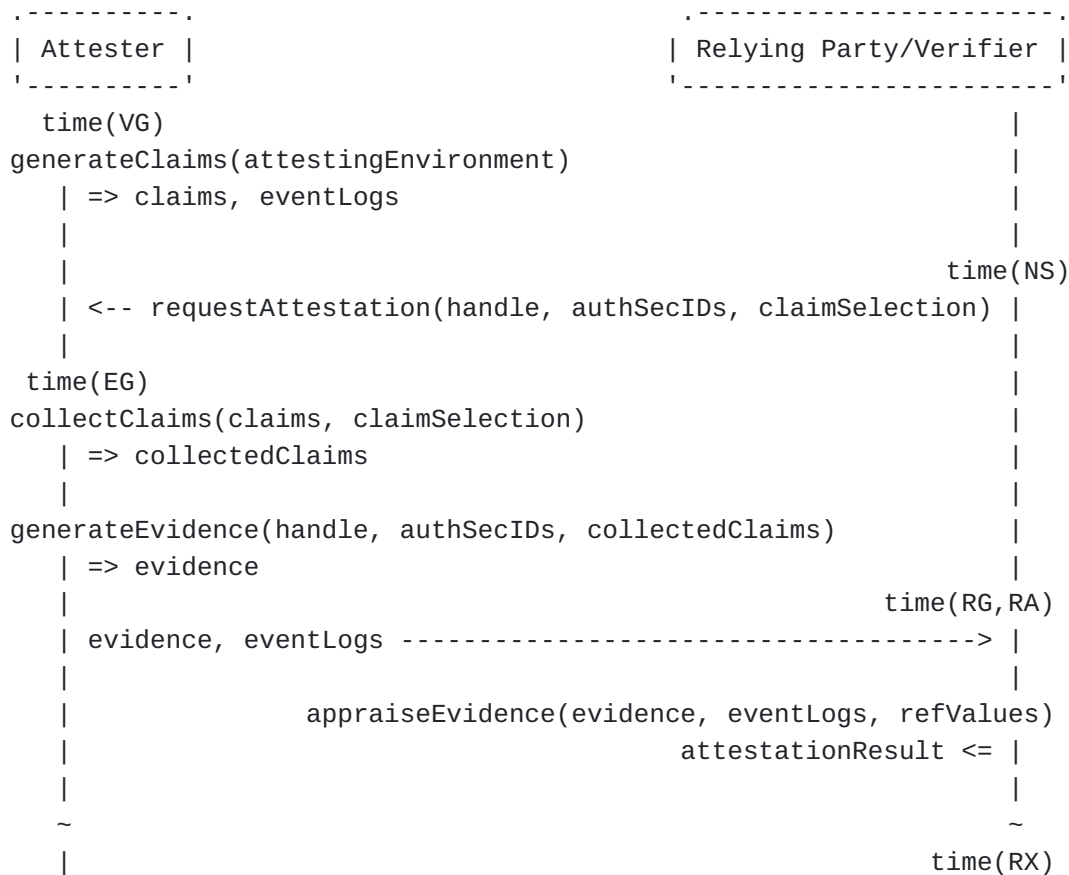 .----------.                                .-----------------------.
| Attester |                               | Relying Party/Verifier |
'----------'                               '------------------------'
  time(VG)                                                       |
generateClaims(attestingEnvironment)                             |
   | => claims, eventLogs                                        |
   |                                                             |
   |                                                         time(NS)
   | <-- requestAttestation(handle, authSecIDs, claimSelection) |
   |                                                             |
 time(EG)                                                        |
collectClaims(claims, claimSelection)                            |
   | => collectedClaims                                          |
   |                                                             |
generateEvidence(handle, authSecIDs, collectedClaims)            |
   | => evidence                                                 |
   |                                                     time(RG,RA)
   | evidence, eventLogs -------------------------------------> |
   |                                                             |
   |               appraiseEvidence(evidence, eventLogs, refValues)
   |                                       attestationResult <= |
   |                                                             |
   ~                                                             ~
   |                                                        time(RX)